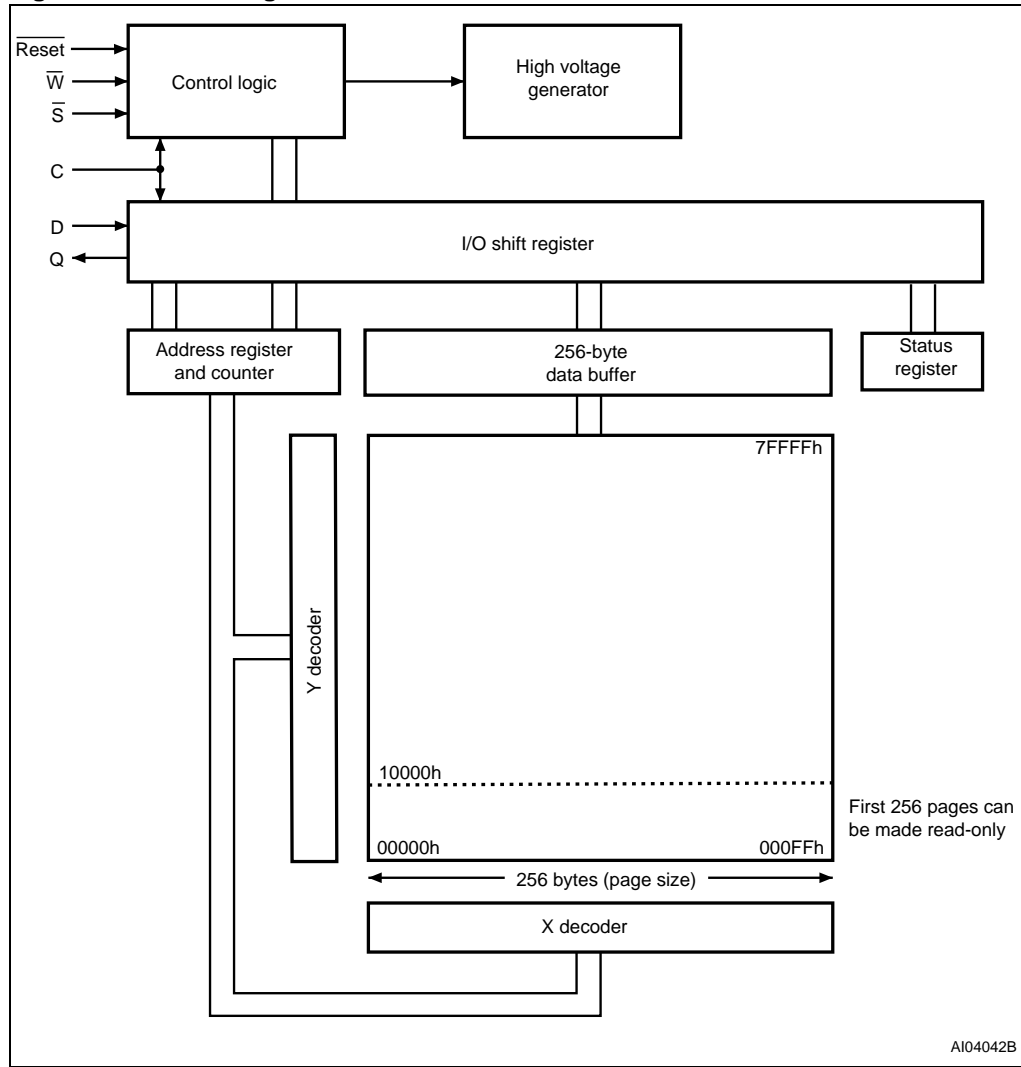 R̅e̅s̅e̅t̅
W̅
S̅
C
D
Q
Control logic
High voltage
generator
I/O shift register
Address register
and counter
256-byte
data buffer
Status
register
Y decoder
7FFFFh
10000h
00000h
000FFh
First 256 pages can
be made read-only
256 bytes (page size)
X decoder
AI04042B